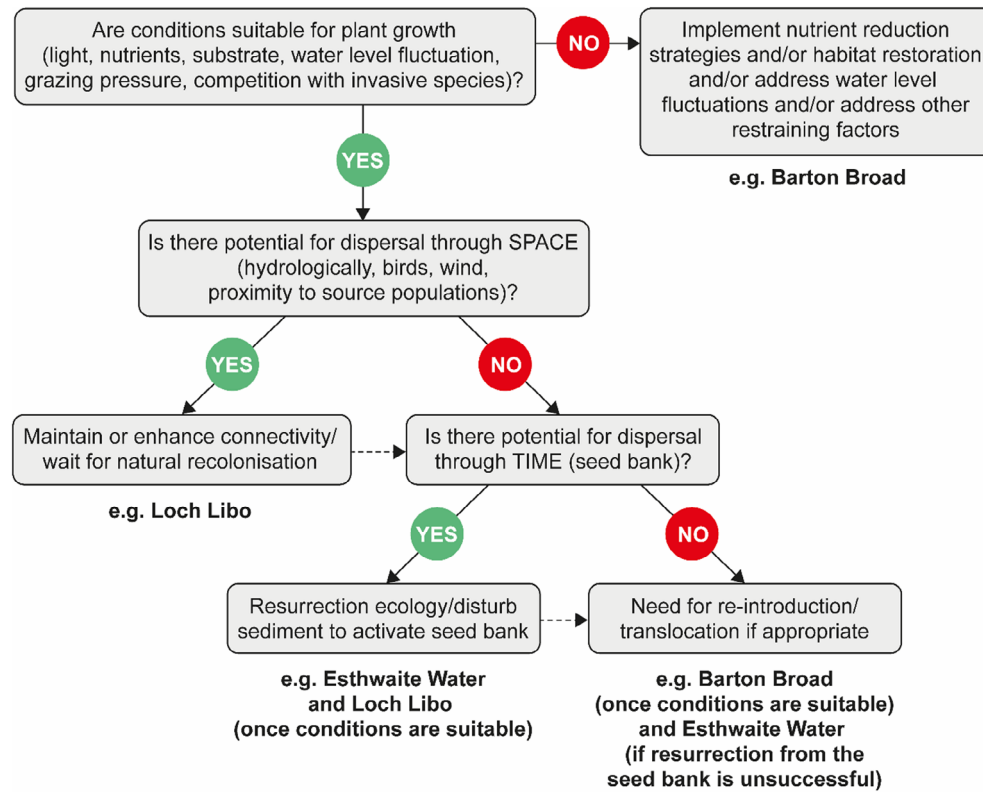 Are conditions suitable for plant growth
(light, nutrients, substrate, water level fluctuation,
grazing pressure, competition with invasive species)?
NO
Implement nutrient reduction
strategies and/or habitat restoration
and/or address water level
fluctuations and/or address other
restraining factors
e.g. Barton Broad
YES
Is there potential for dispersal through SPACE
(hydrologically, birds, wind,
proximity to source populations)?
YES
NO
Maintain or enhance connectivity/
wait for natural recolonisation
e.g. Loch Libo
Is there potential for dispersal
through TIME (seed bank)?
YES
NO
Resurrection ecology/disturb
sediment to activate seed bank
e.g. Esthwaite Water
and Loch Libo
(once conditions are suitable)
Need for re-introduction/
translocation if appropriate
e.g. Barton Broad
(once conditions are suitable)
and Esthwaite Water
(if resurrection from the
seed bank is unsuccessful)